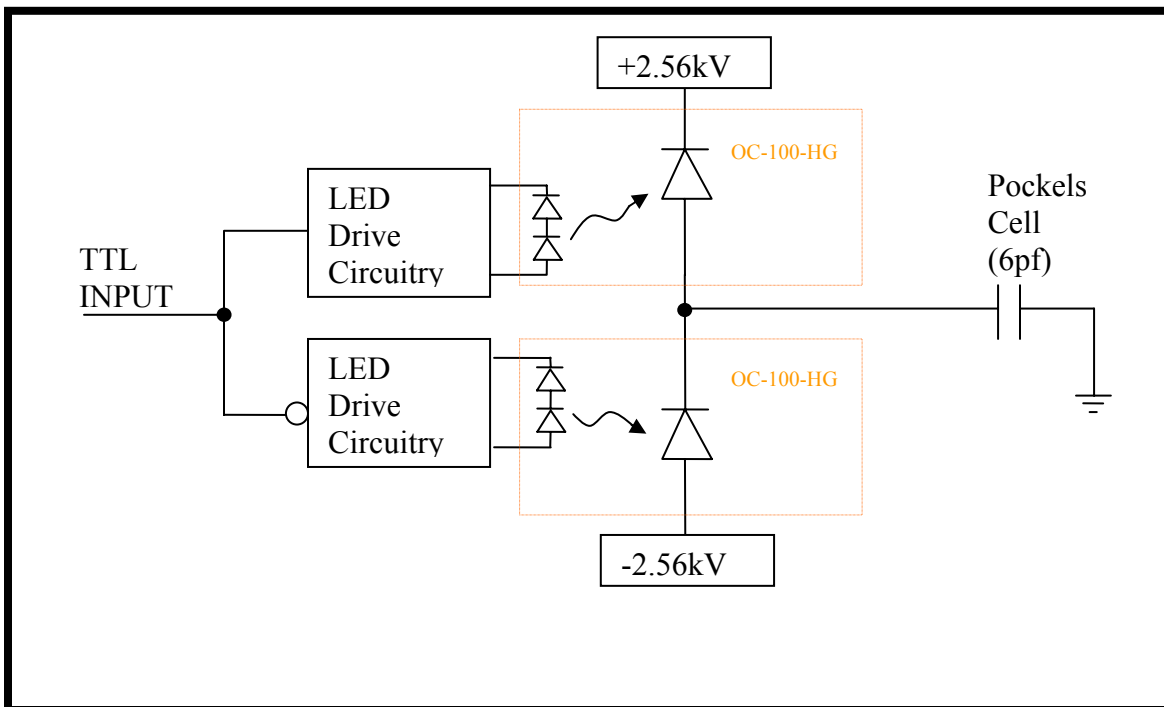 +2.56kV
OC-100-HG
LED
Drive
Circuitry
Pockels
Cell
(6pf)
TTL
INPUT
LED
Drive
Circuitry
OC-100-HG
-2.56kV